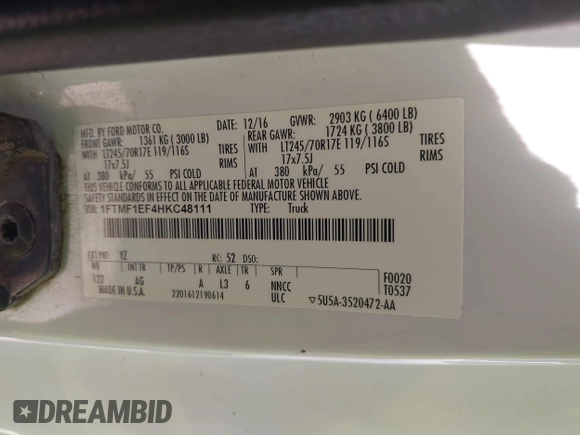 MFD. BY FORD MOTOR CO.
DATE: 12/16 GVWR: 2903 KG ( 6400 LB)
FRONT GAWR: 1361 KG ( 3000 LB)
REAR GAWR: 1724 KG ( 3800 LB)
WITH LT245/70R17E 119/116S TIRES
WITH LT245/70R17E 119/116S TIRES
17x7.5J RIMS
17x7.5J RIMS
AT 380 kPa/ 55 PSI COLD
AT 380 kPa/ 55 PSI COLD
THIS VEHICLE CONFORMS TO ALL APPLICABLE FEDERAL MOTOR VEHICLE
SAFETY STANDARDS IN EFFECT ON THE DATE OF MANUFACTURE SHOWN ABOVE
VIN: 1FTMF1EF4HKC48111 TYPE: Truck
EXT PNT: YZ RC: 52 DSO:
WB INT TR TP/PS R AXLE TR SPR
122 AG A L3 6 NNCC
F0020
T0537
MADE IN U.S.A. 2201612190614 ULC 5U5A-3520472-AA
DREAMBID